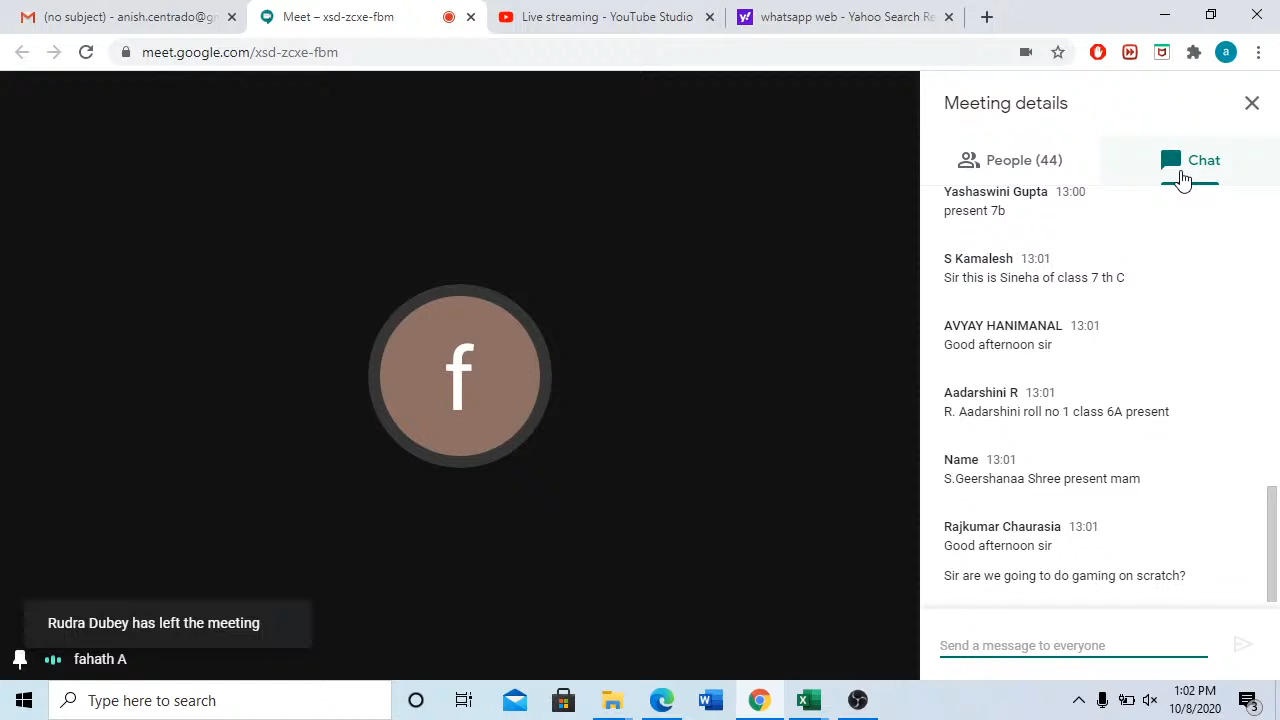 (no subject) - anish.centrado@gn
Meet – xsd-zcxe-fbm
Live streaming - YouTube Studio
whatsapp web - Yahoo Search Re
meet.google.com/xsd-zcxe-fbm
a
Meeting details
People (44)
Chat
Yashaswini Gupta 13:00
present 7b
S Kamalesh 13:01
Sir this is Sineha of class 7 th C
AVYAY HANIMANAL 13:01
Good afternoon sir
Aadarshini R 13:01
R. Aadarshini roll no 1 class 6A present
Name 13:01
S.Geershanaa Shree present mam
Rajkumar Chaurasia 13:01
Good afternoon sir
Sir are we going to do gaming on scratch?
f
Rudra Dubey has left the meeting
fahath A
Send a message to everyone
Type here to search
1:02 PM
10/8/2020
3